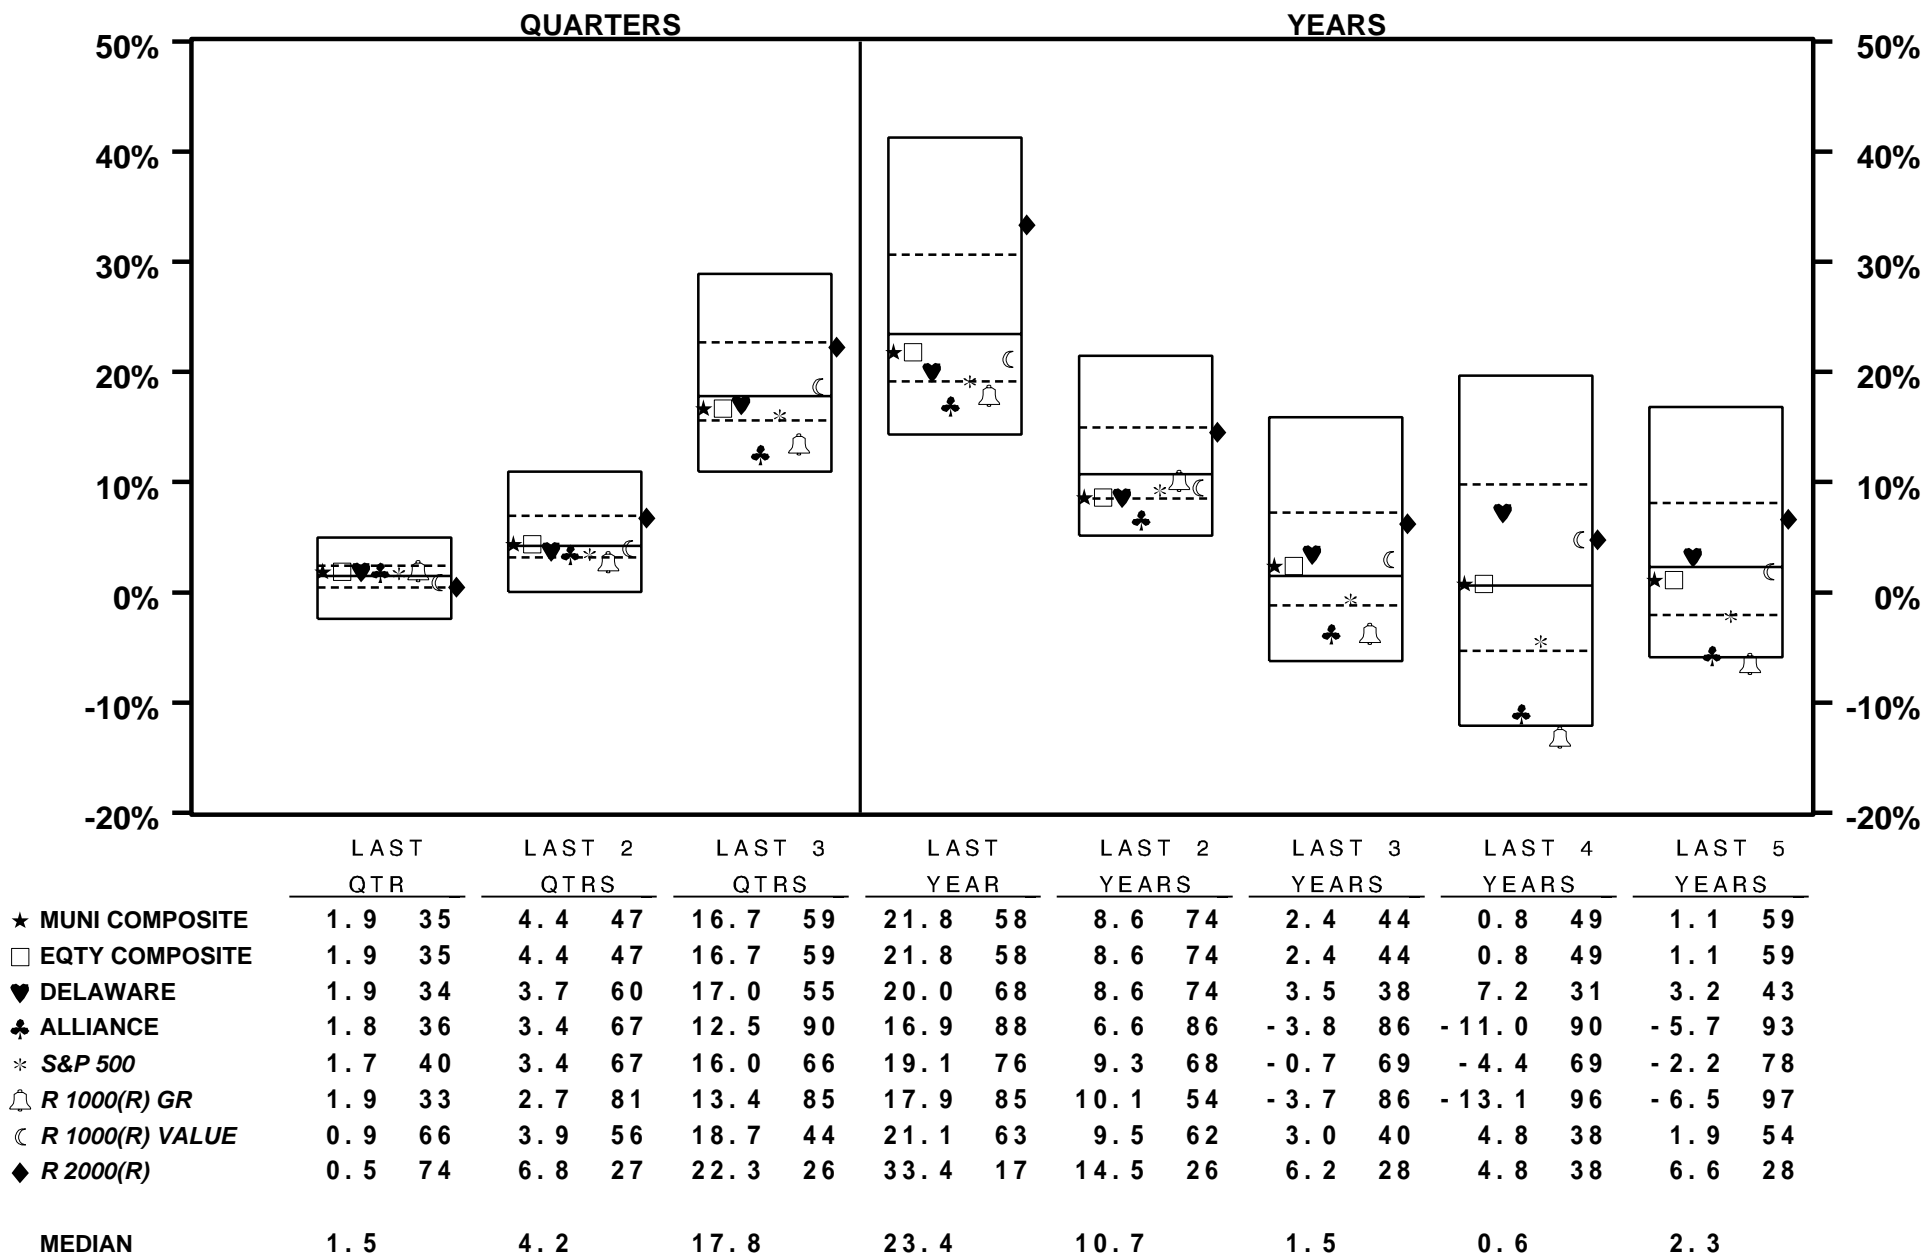 QUARTERS YEARS
50% 50%
40% 40%
30% 30%
20% 20%
10% 10%
0% 0%
-10% -10%
-20% -20%
LAST LAST 2 LAST 3 LAST LAST 2 LAST 3 LAST 4 LAST 5
QTR QTRS QTRS YEAR YEARS YEARS YEARS YEARS
★ MUNI COMPOSITE 1.9 35 4.4 47 16.7 59 21.8 58 8.6 74 2.4 44 0.8 49 1.1 59
□ EQTY COMPOSITE 1.9 35 4.4 47 16.7 59 21.8 58 8.6 74 2.4 44 0.8 49 1.1 59
♥ DELAWARE 1.9 34 3.7 60 17.0 55 20.0 68 8.6 74 3.5 38 7.2 31 3.2 43
♣ ALLIANCE 1.8 36 3.4 67 12.5 90 16.9 88 6.6 86 -3.8 86 -11.0 90 -5.7 93
* S&P 500 1.7 40 3.4 67 16.0 66 19.1 76 9.3 68 -0.7 69 -4.4 69 -2.2 78
R 1000(R) GR 1.9 33 2.7 81 13.4 85 17.9 85 10.1 54 -3.7 86 -13.1 96 -6.5 97
R 1000(R) VALUE 0.9 66 3.9 56 18.7 44 21.1 63 9.5 62 3.0 40 4.8 38 1.9 54
♦ R 2000(R) 0.5 74 6.8 27 22.3 26 33.4 17 14.5 26 6.2 28 4.8 38 6.6 28
MEDIAN 1.5 4.2 17.8 23.4 10.7 1.5 0.6 2.3